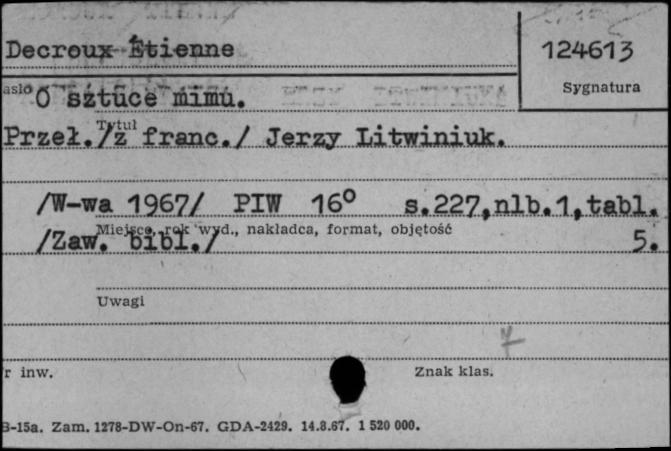 Decroux Étienne
124613
asło
Sygnatura
O sztuce mimu.
Tytuł
Przeł./z franc./ Jerzy Litwiniuk.
/W-wa 1967/ PIW 16° s.227,nlb.1,tabl.
Miejsce, rok wyd., nakładca, format, objętość
/Zaw. bibl./ 5.
Uwagi
r inw.
Znak klas.
B-15a. Zam. 1278-DW-On-67. GDA-2429. 14.8.67. 1 520 000.